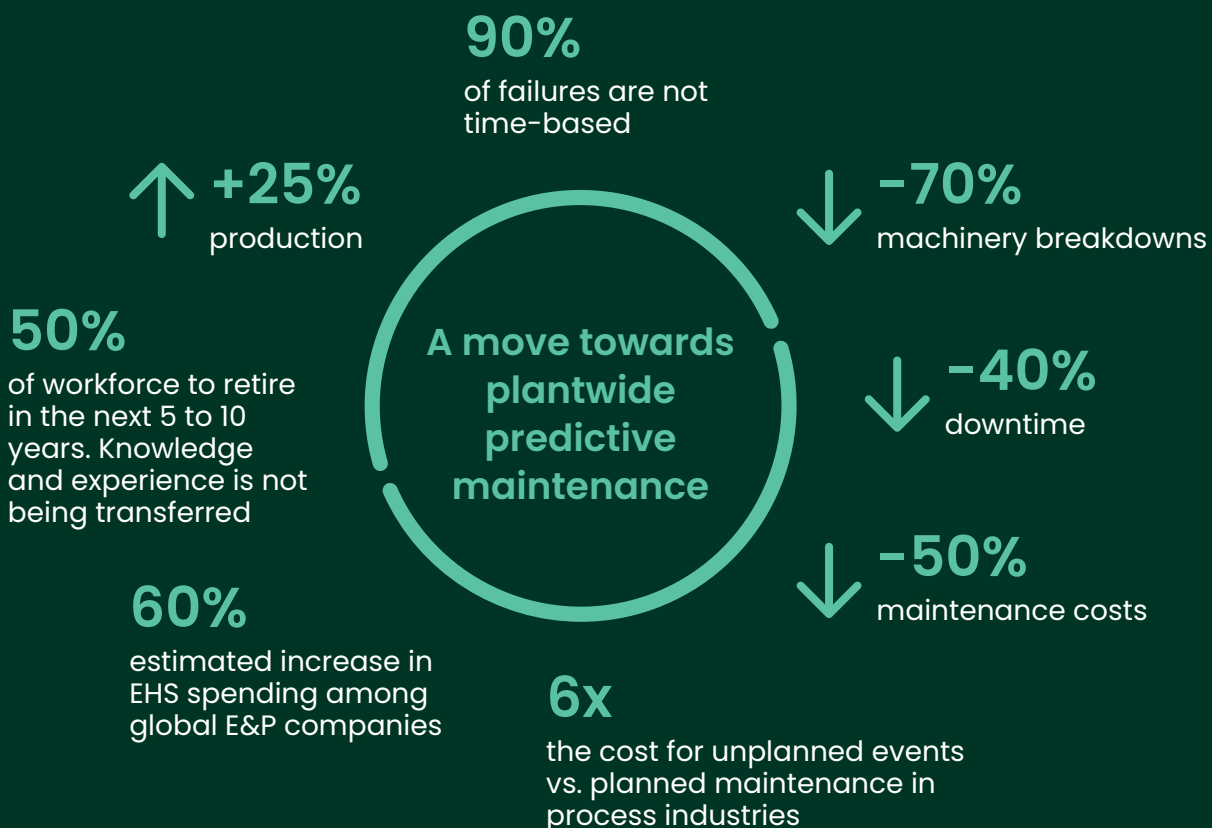 90%
of failures are not
time-based
+25%
production
-70%
machinery breakdowns
50%
of workforce to retire
in the next 5 to 10
years. Knowledge
and experience is not
being transferred
A move towards
plantwide
predictive
maintenance
-40%
downtime
-50%
maintenance costs
60%
estimated increase in
EHS spending among
global E&P companies
6x
the cost for unplanned events
vs. planned maintenance in
process industries